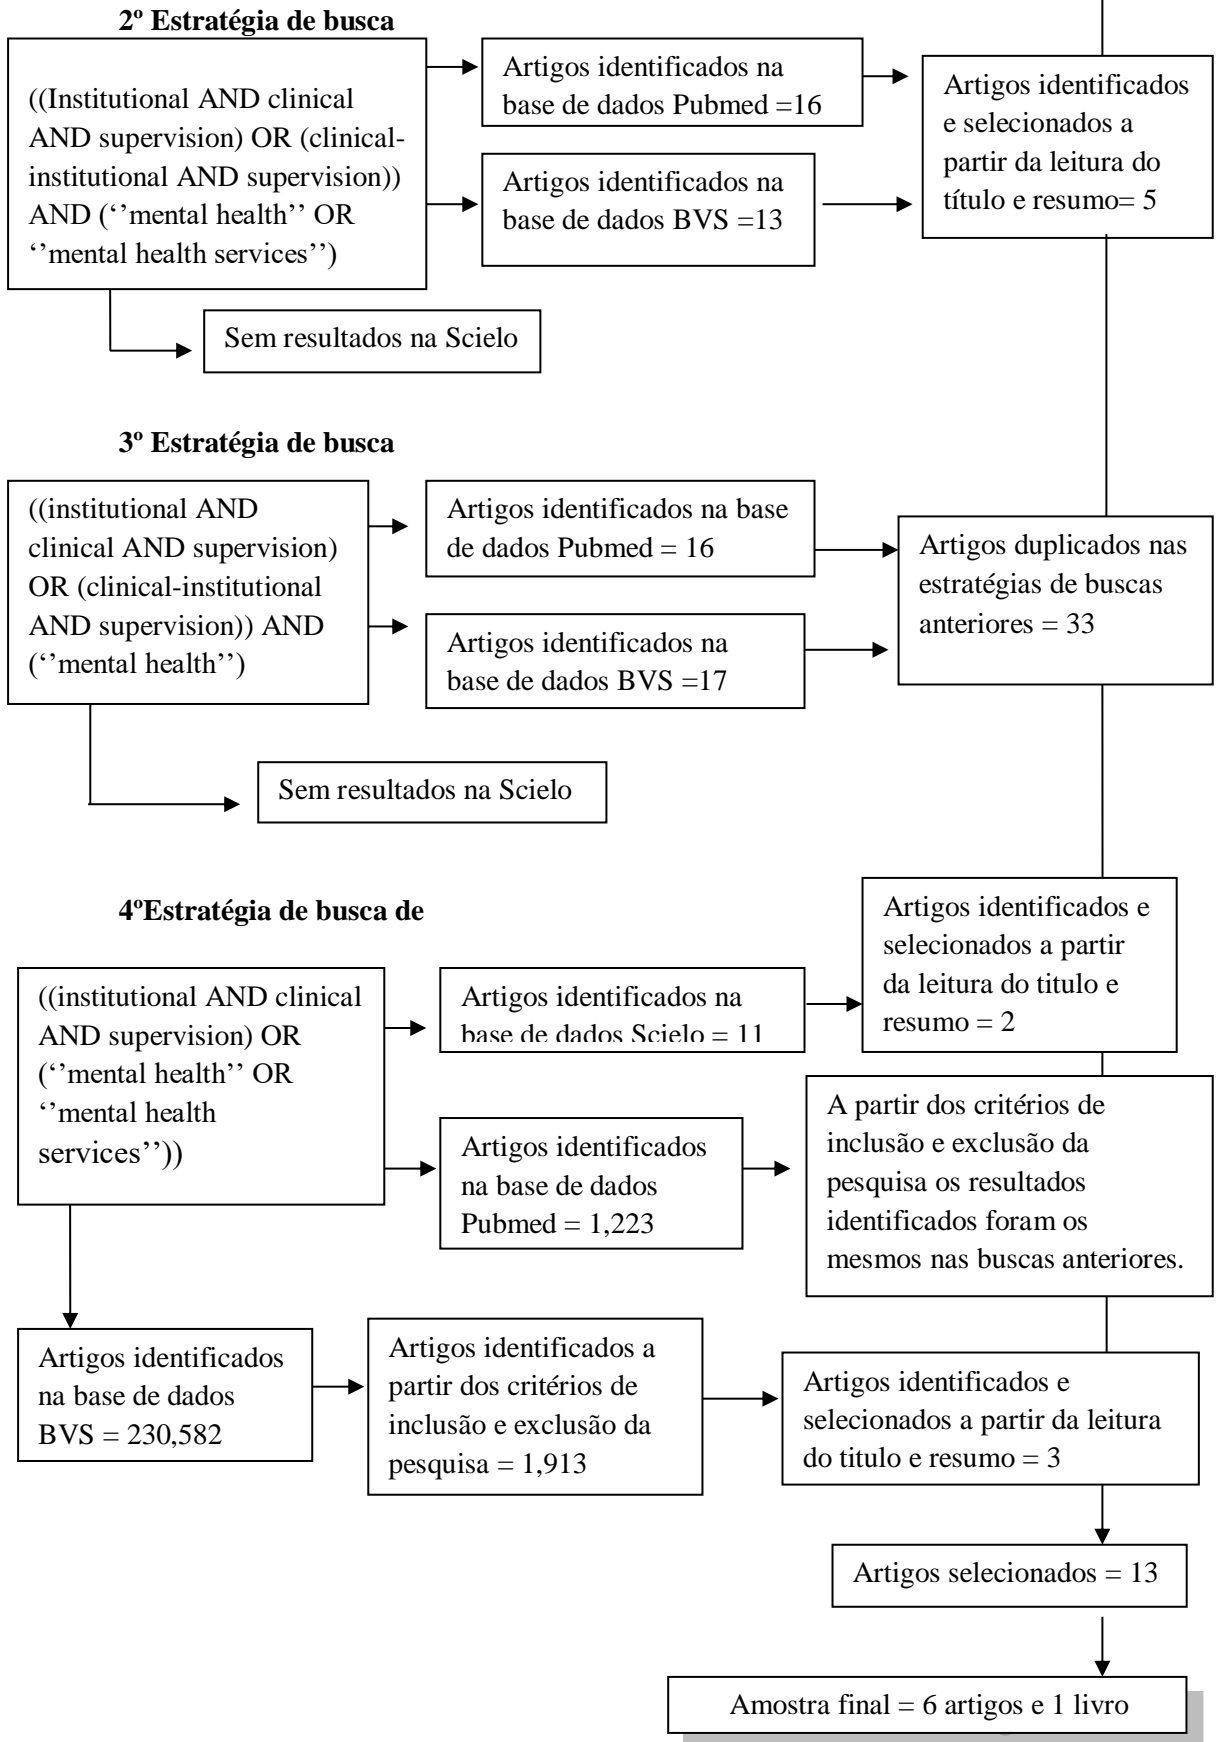 2º Estratégia de busca
((Institutional AND clinical
AND supervision) OR (clinical-
institutional AND supervision))
AND (‘’mental health’’ OR
‘’mental health services’’)
Artigos identificados na
base de dados Pubmed =16
Artigos identificados na
base de dados BVS =13
Artigos identificados
e selecionados a
partir da leitura do
título e resumo= 5
Sem resultados na Scielo
3º Estratégia de busca
((institutional AND
clinical AND supervision)
OR (clinical-institutional
AND supervision)) AND
(‘’mental health’’)
Artigos identificados na base
de dados Pubmed = 16
Artigos identificados na
base de dados BVS =17
Artigos duplicados nas
estratégias de buscas
anteriores = 33
Sem resultados na Scielo
4ºEstratégia de busca de
((institutional AND clinical
AND supervision) OR
(‘’mental health’’ OR
‘’mental health
services’’))
Artigos identificados na
base de dados Scielo = 11
Artigos identificados e
selecionados a partir
da leitura do titulo e
resumo = 2
Artigos identificados
na base de dados
Pubmed = 1,223
A partir dos critérios de
inclusão e exclusão da
pesquisa os resultados
identificados foram os
mesmos nas buscas anteriores.
Artigos identificados
na base de dados
BVS = 230,582
Artigos identificados a
partir dos critérios de
inclusão e exclusão da
pesquisa = 1,913
Artigos identificados e
selecionados a partir da leitura
do titulo e resumo = 3
Artigos selecionados = 13
Amostra final = 6 artigos e 1 livro